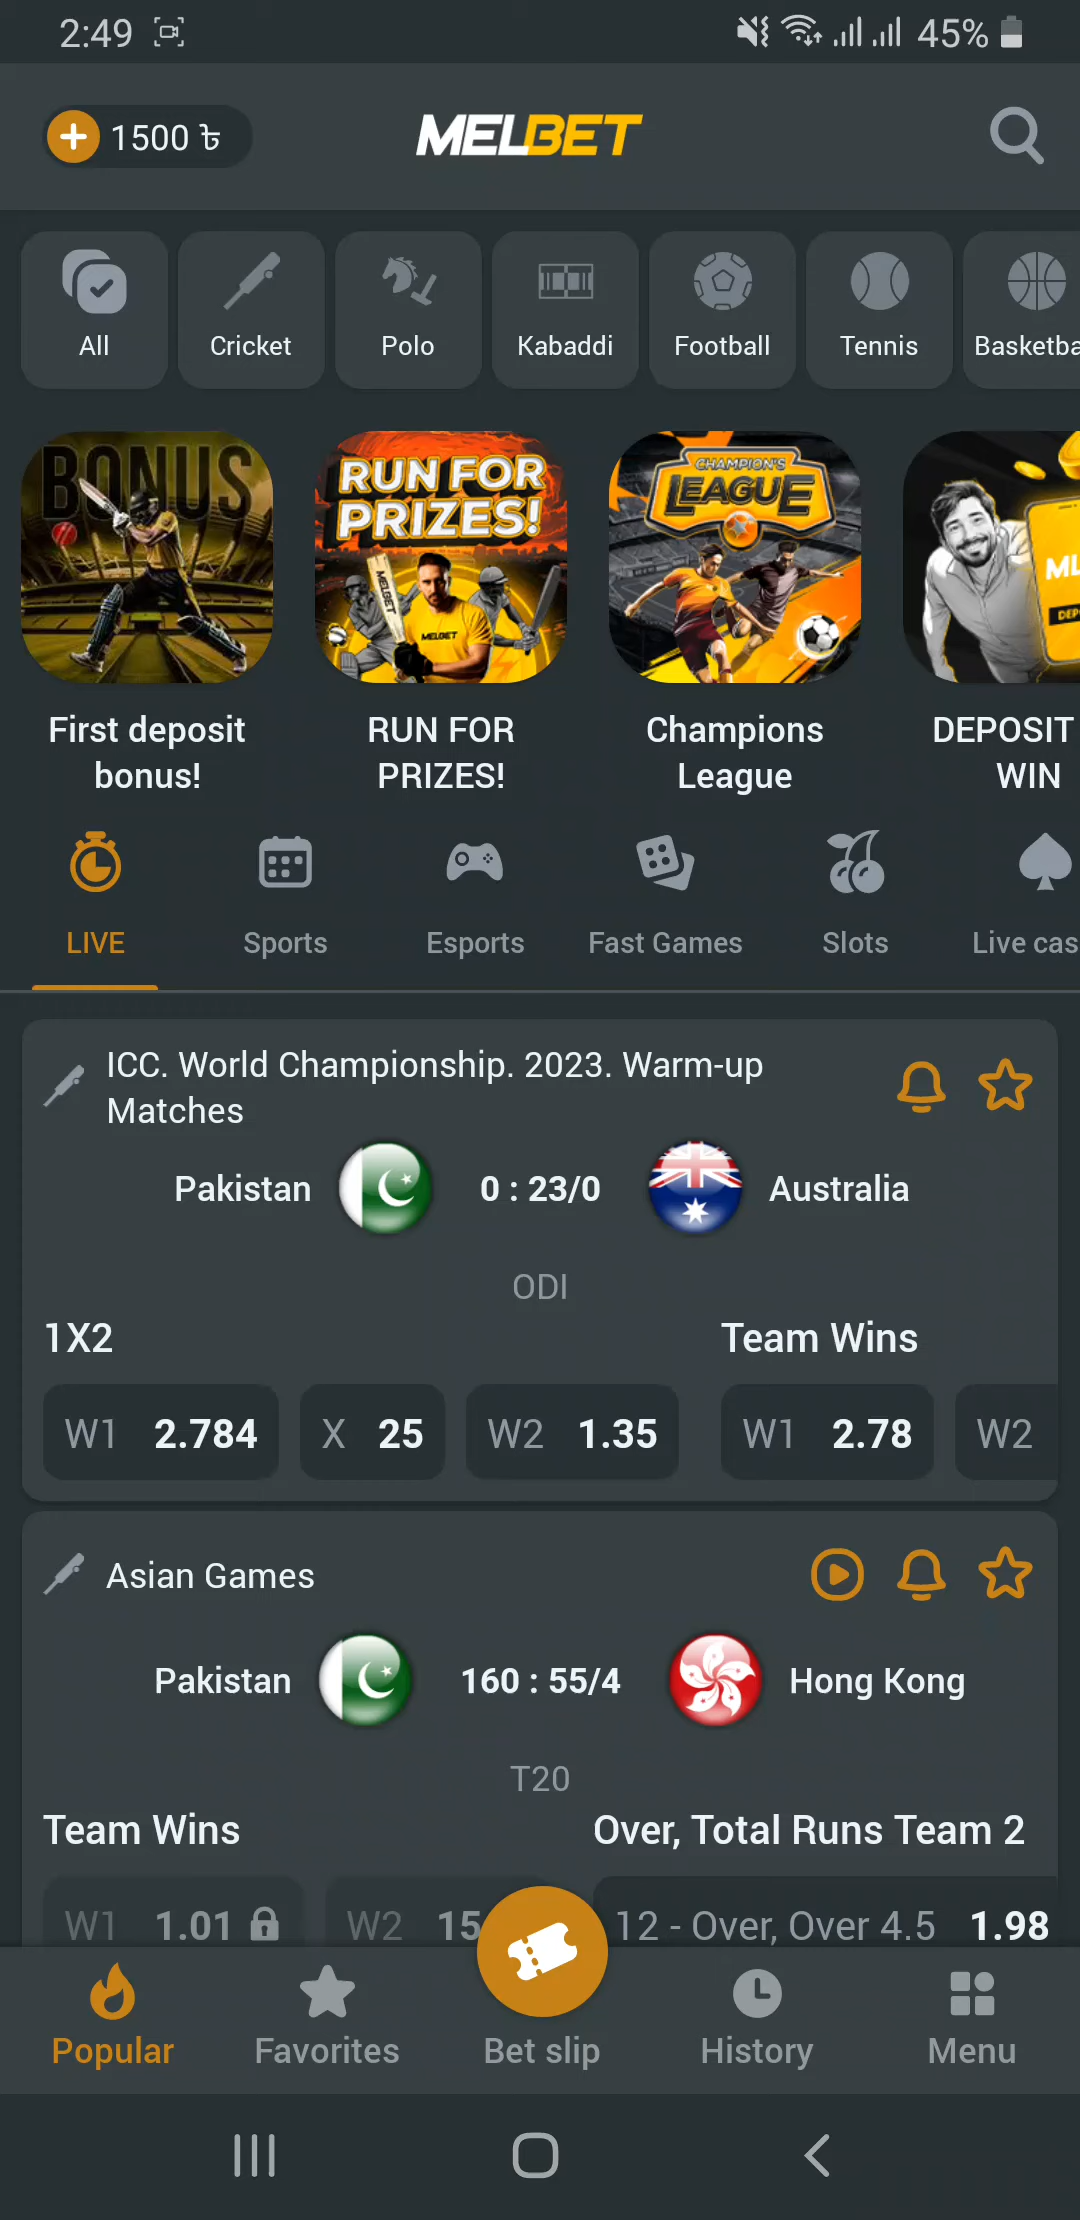 2:49
45%
1500 ৳
MELBET
All
Cricket
Polo
Kabaddi
Football
Tennis
Basketba
BONUS
RUN FOR
PRIZES!
MELBET
MELBET
CHAMPION'S
LEAGUE
First deposit
bonus!
RUN FOR
PRIZES!
Champions
League
DEPOSIT
WIN
LIVE
Sports
Esports
Fast Games
Slots
Live cas
ICC. World Championship. 2023. Warm-up
Matches
Pakistan 0 : 23/0 Australia
ODI
1X2 Team Wins
W1 2.784 X 25 W2 1.35 W1 2.78 W2
Asian Games
Pakistan 160 : 55/4 Hong Kong
T20
Team Wins Over, Total Runs Team 2
W1 1.01 W2 15 12 - Over, Over 4.5 1.98
Popular
Favorites
Bet slip
History
Menu